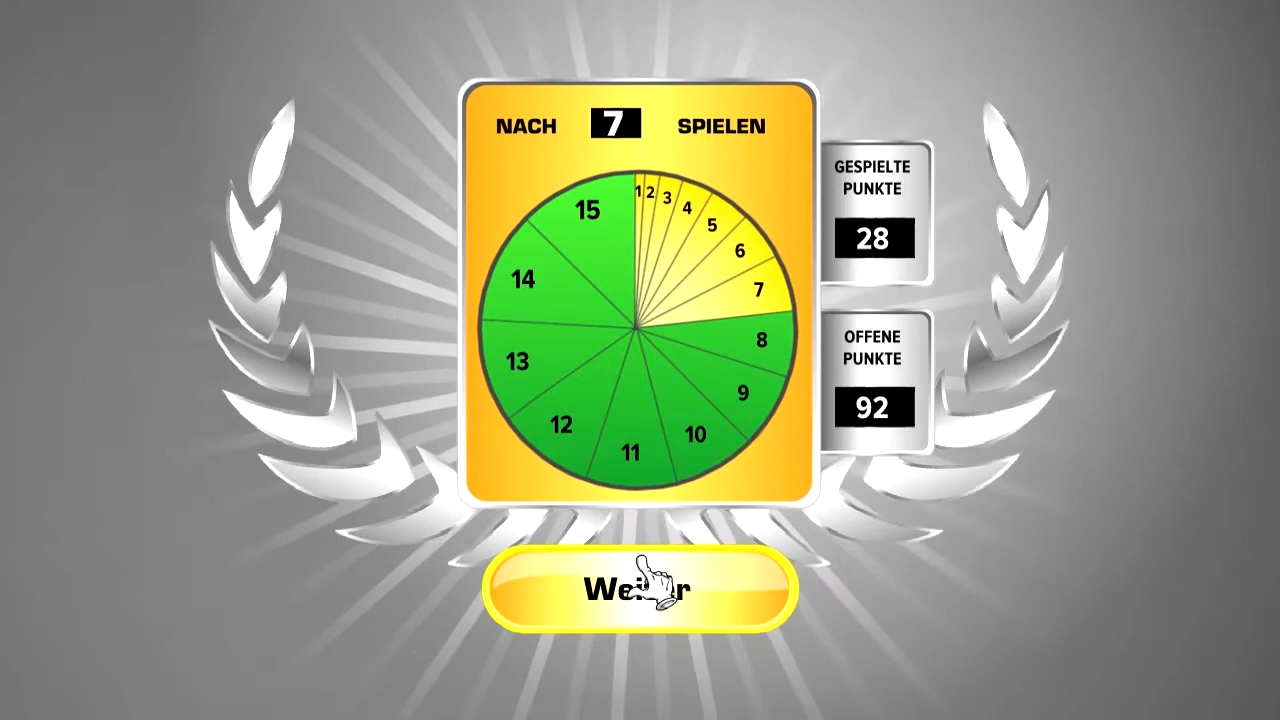 NACH 7 SPIELEN
1 2 3 4 5 6 7 8 9 10 11 12 13 14 15
GESPIELTE
PUNKTE
28
OFFENE
PUNKTE
92